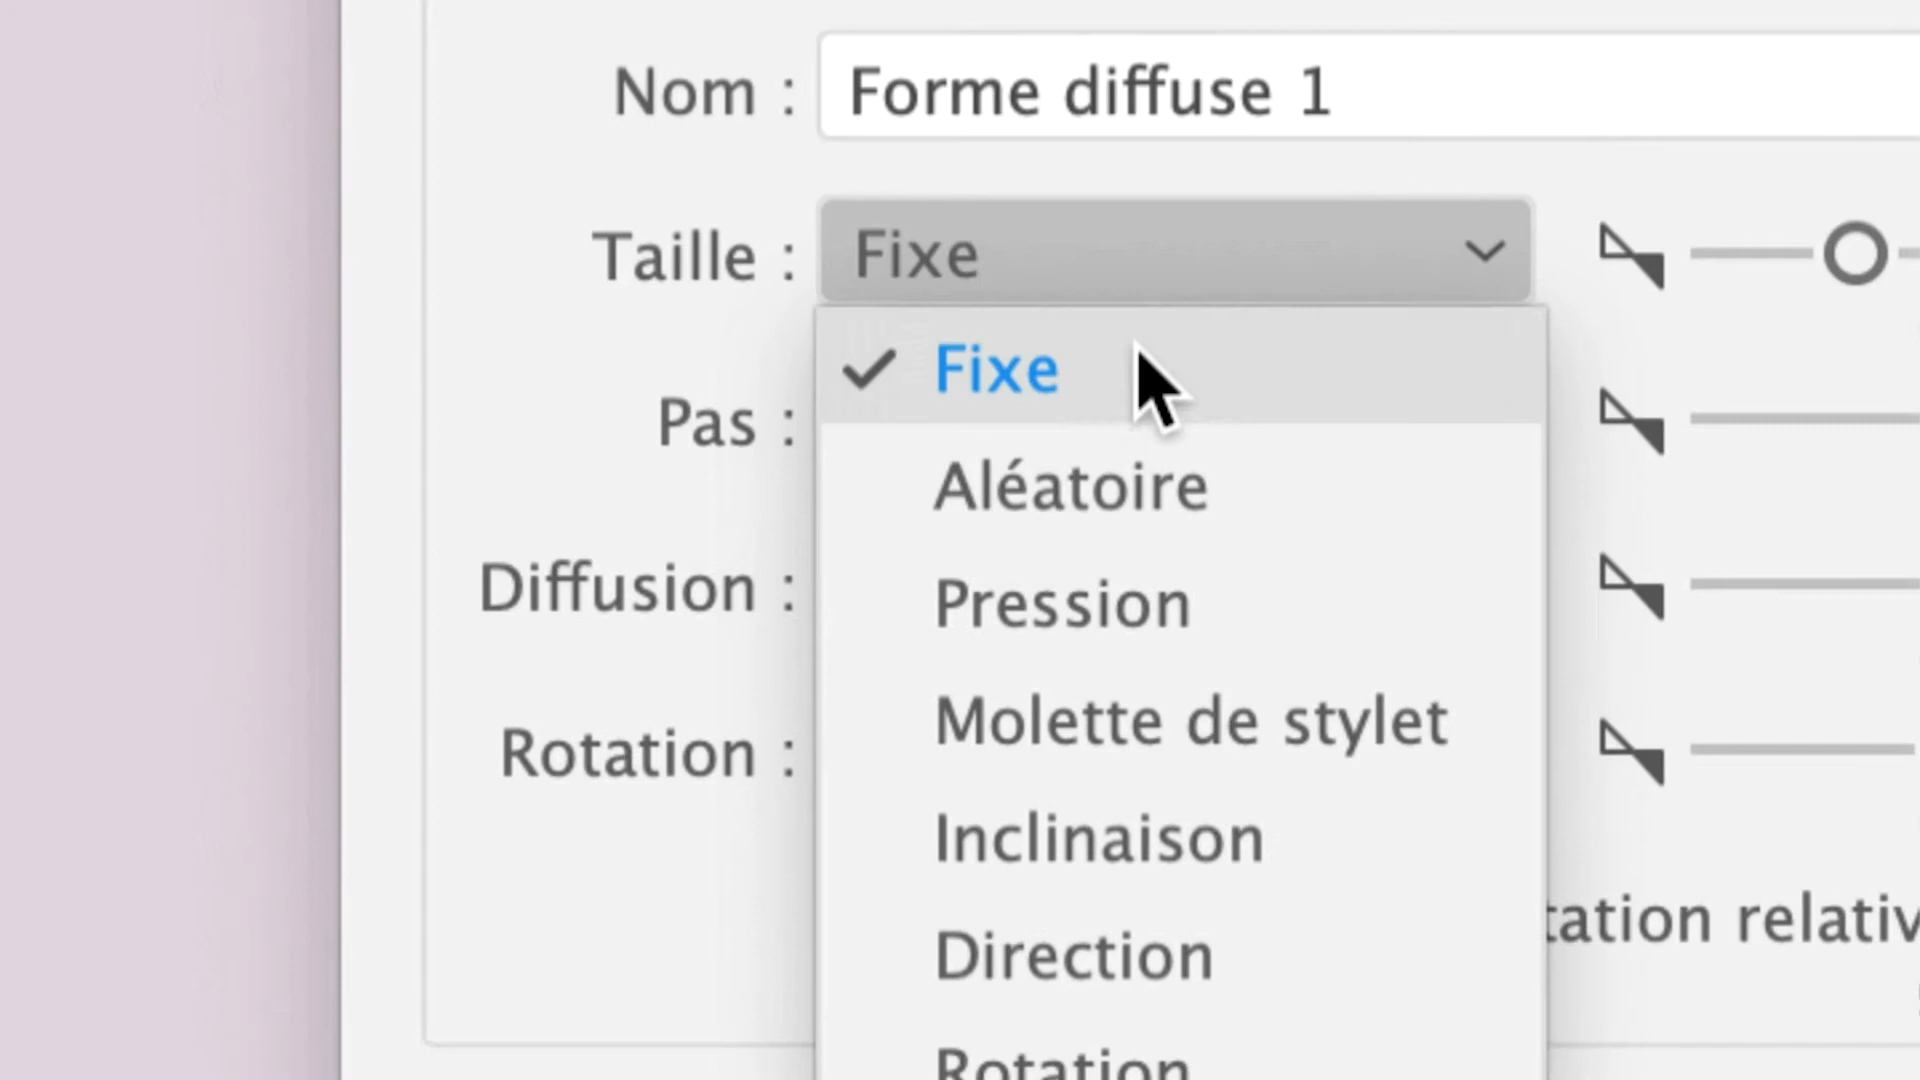 Nom : Forme diffuse 1
Taille : Fixe
Fixe
Pas :
Aléatoire
Diffusion :
Pression
Molette de stylet
Rotation :
Inclinaison
tation relativ
Direction
Rotation